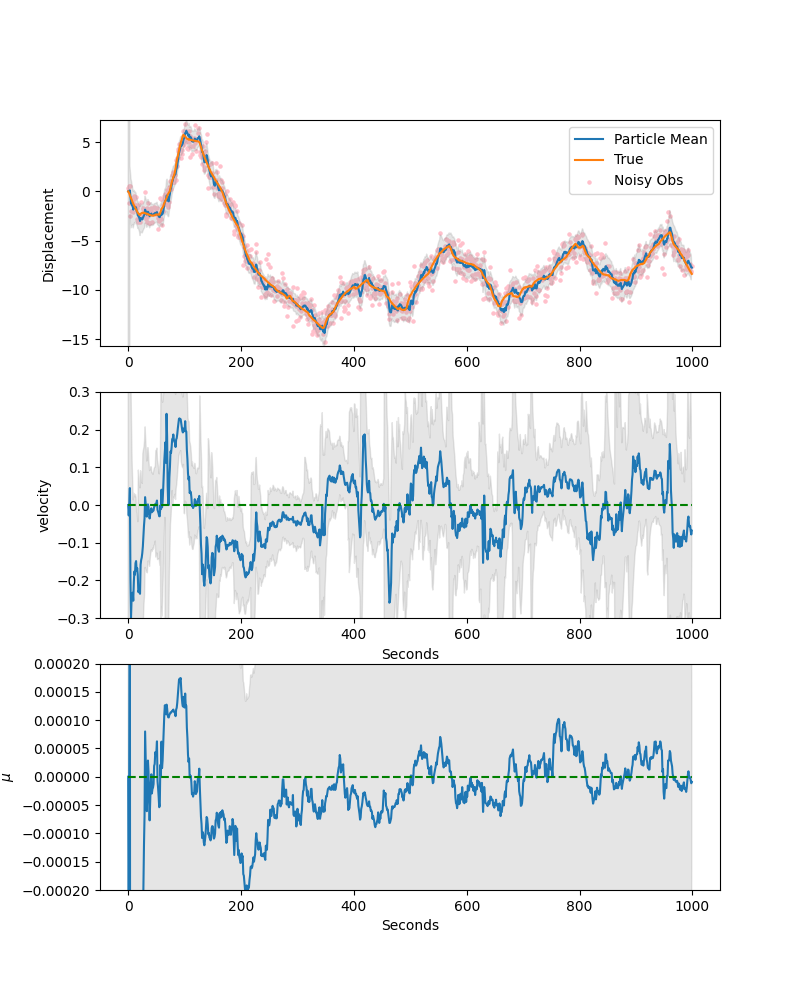 5
0
−5
−10
−15
Displacement
Particle Mean
True
Noisy Obs
0 200 400 600 800 1000
0.3
0.2
0.1
0.0
−0.1
−0.2
−0.3
velocity
0 200 400 600 800 1000
Seconds
0.00020
0.00015
0.00010
0.00005
0.00000
−0.00005
−0.00010
−0.00015
−0.00020
μ
0 200 400 600 800 1000
Seconds